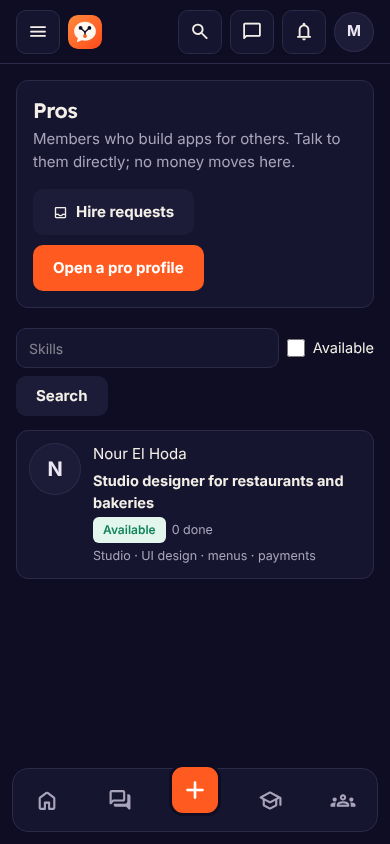 M
Pros
Members who build apps for others. Talk to
them directly; no money moves here.
Hire requests
Open a pro profile
Skills
Available
Search
N
Nour El Hoda
Studio designer for restaurants and
bakeries
Available 0 done
Studio · UI design · menus · payments